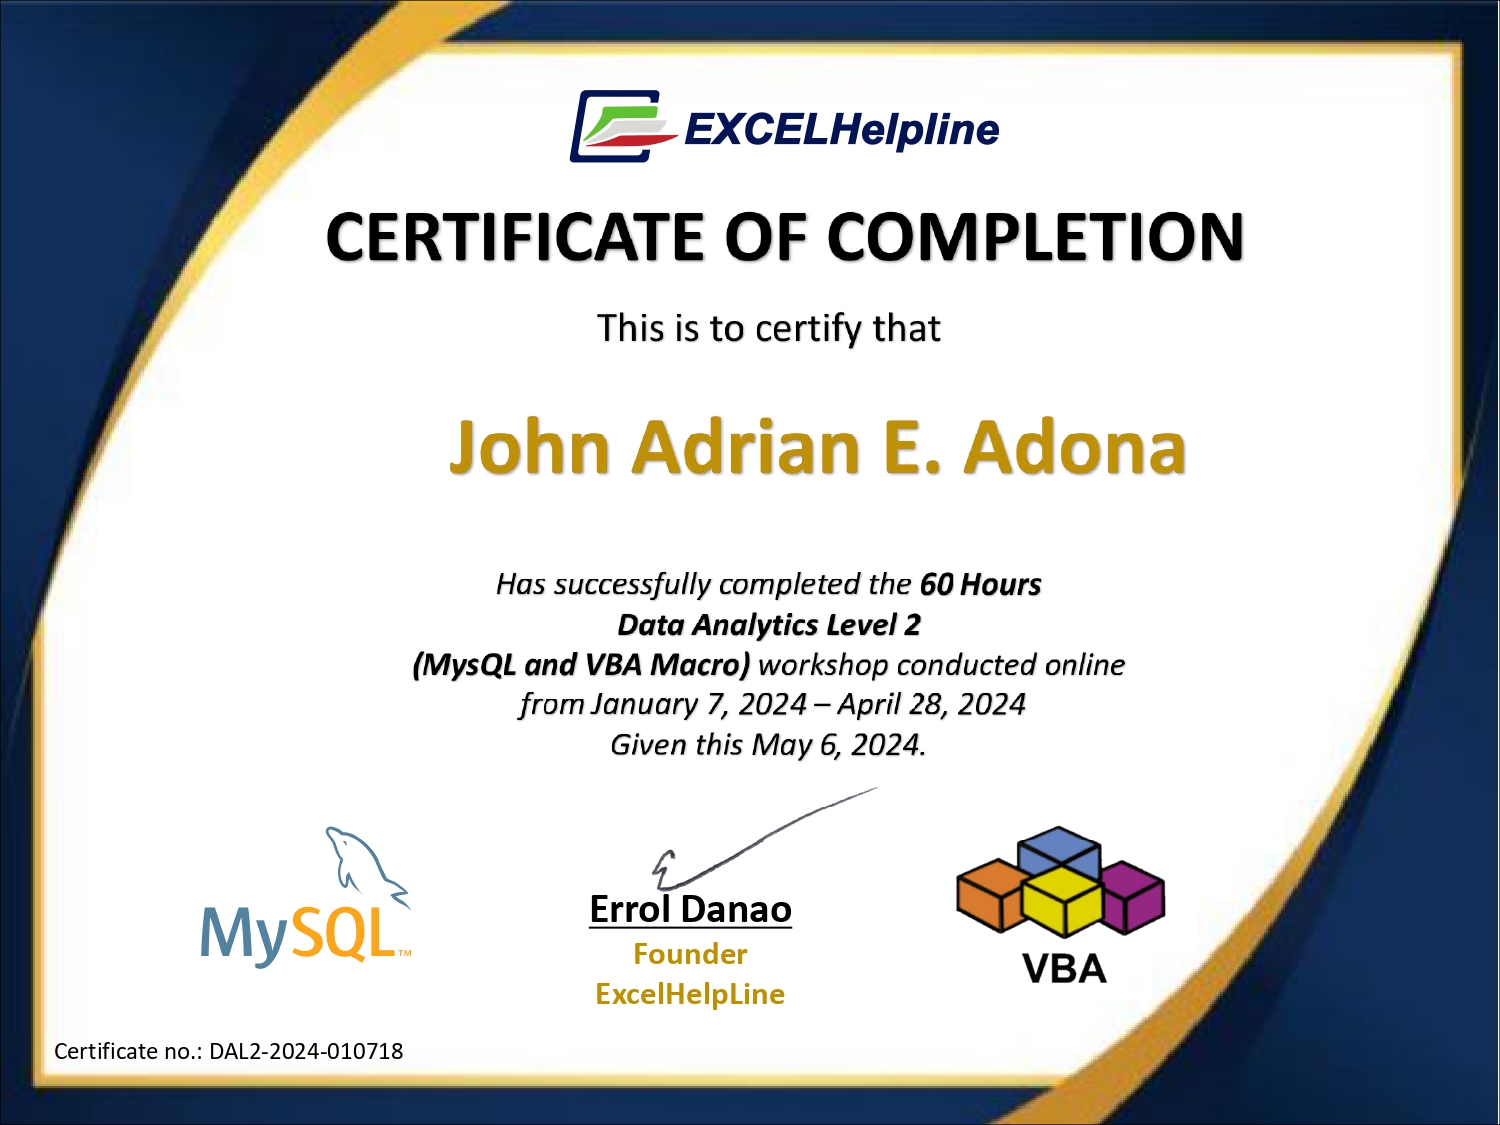 EXCELHelpline
CERTIFICATE OF COMPLETION
This is to certify that
John Adrian E. Adona
Has successfully completed the 60 Hours
Data Analytics Level 2
(MysQL and VBA Macro) workshop conducted online
from January 7, 2024 – April 28, 2024
Given this May 6, 2024.
MySQL™
Errol Danao
Founder
ExcelHelpLine
VBA
Certificate no.: DAL2-2024-010718